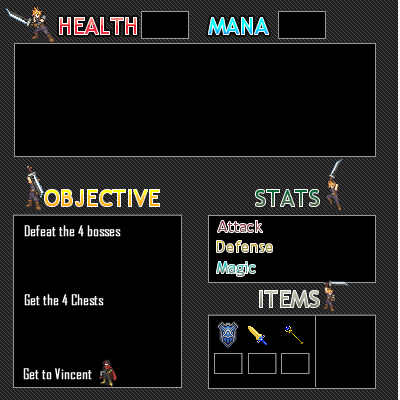 HEALTH MANA
OBJECTIVE
Defeat the 4 bosses
Get the 4 Chests
Get to Vincent
STATS
Attack
Defense
Magic
ITEMS